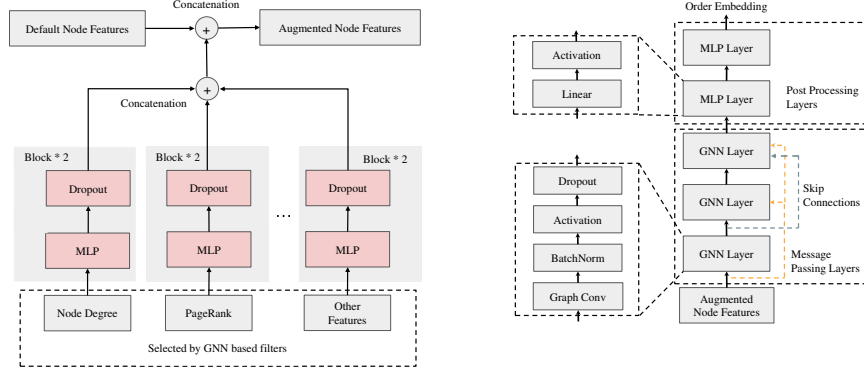 Concatenation
Default Node Features
+
Augmented Node Features
+
Concatenation
Block * 2
Block * 2
Block * 2
Dropout
Dropout
Dropout
...
MLP
MLP
MLP
Node Degree
PageRank
Other
Features
Selected by GNN based filters
Order Embedding
MLP Layer
MLP Layer
Post Processing
Layers
Activation
Linear
GNN Layer
GNN Layer
GNN Layer
Skip
Connections
Message
Passing Layers
Dropout
Activation
BatchNorm
Graph Conv
Augmented
Node Features